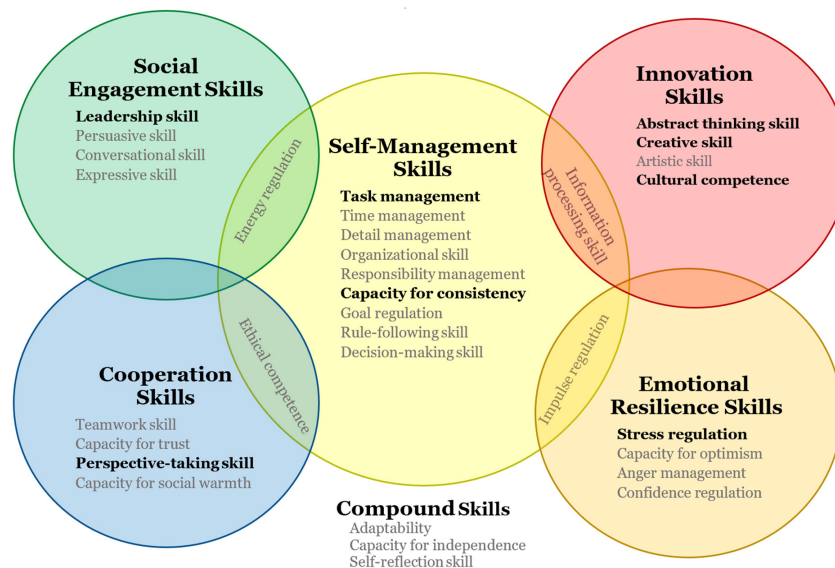 Social
Engagement Skills
Leadership skill
Persuasive skill
Conversational skill
Expressive skill
Energy regulation
Self-Management
Skills
Task management
Time management
Detail management
Organizational skill
Responsibility management
Capacity for consistency
Goal regulation
Rule-following skill
Decision-making skill
Information
processing skill
Innovation
Skills
Abstract thinking skill
Creative skill
Artistic skill
Cultural competence
Cooperation
Skills
Teamwork skill
Capacity for trust
Perspective-taking skill
Capacity for social warmth
Ethical competence
Impulse regulation
Emotional
Resilience Skills
Stress regulation
Capacity for optimism
Anger management
Confidence regulation
Compound Skills
Adaptability
Capacity for independence
Self-reflection skill